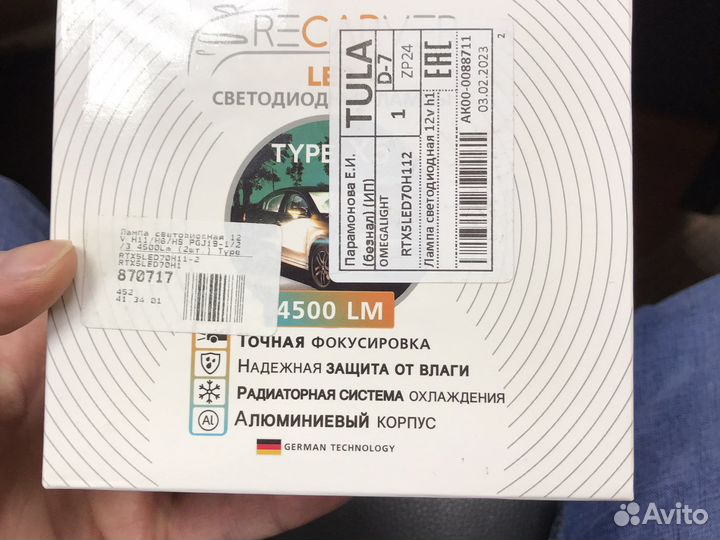 RECARVER
LE
СВЕТОДИОД
TYPE X5
TULA
D-7
ZP24
1
EAC
Парамонова Е.И.
(безнал) (ИП)
OMEGALIGHT
RTX5LED70H112
Лампа светодиодная 12v h1
АК00-0088711
03.02.2023
2
Лампа светодиодная 12
V H11/H8/H9 PGJ19-1/2
/3 4500Lm (2шт.) Type
RTX5LED70H11-2
RTX5LED70H1
870717
452
41 34 01
4500 LM
ТОЧНАЯ ФОКУСИРОВКА
НАДЕЖНАЯ ЗАЩИТА ОТ ВЛАГИ
РАДИАТОРНАЯ СИСТЕМА ОХЛАЖДЕНИЯ
Al
АЛЮМИНИЕВЫЙ КОРПУС
GERMAN TECHNOLOGY
Avito